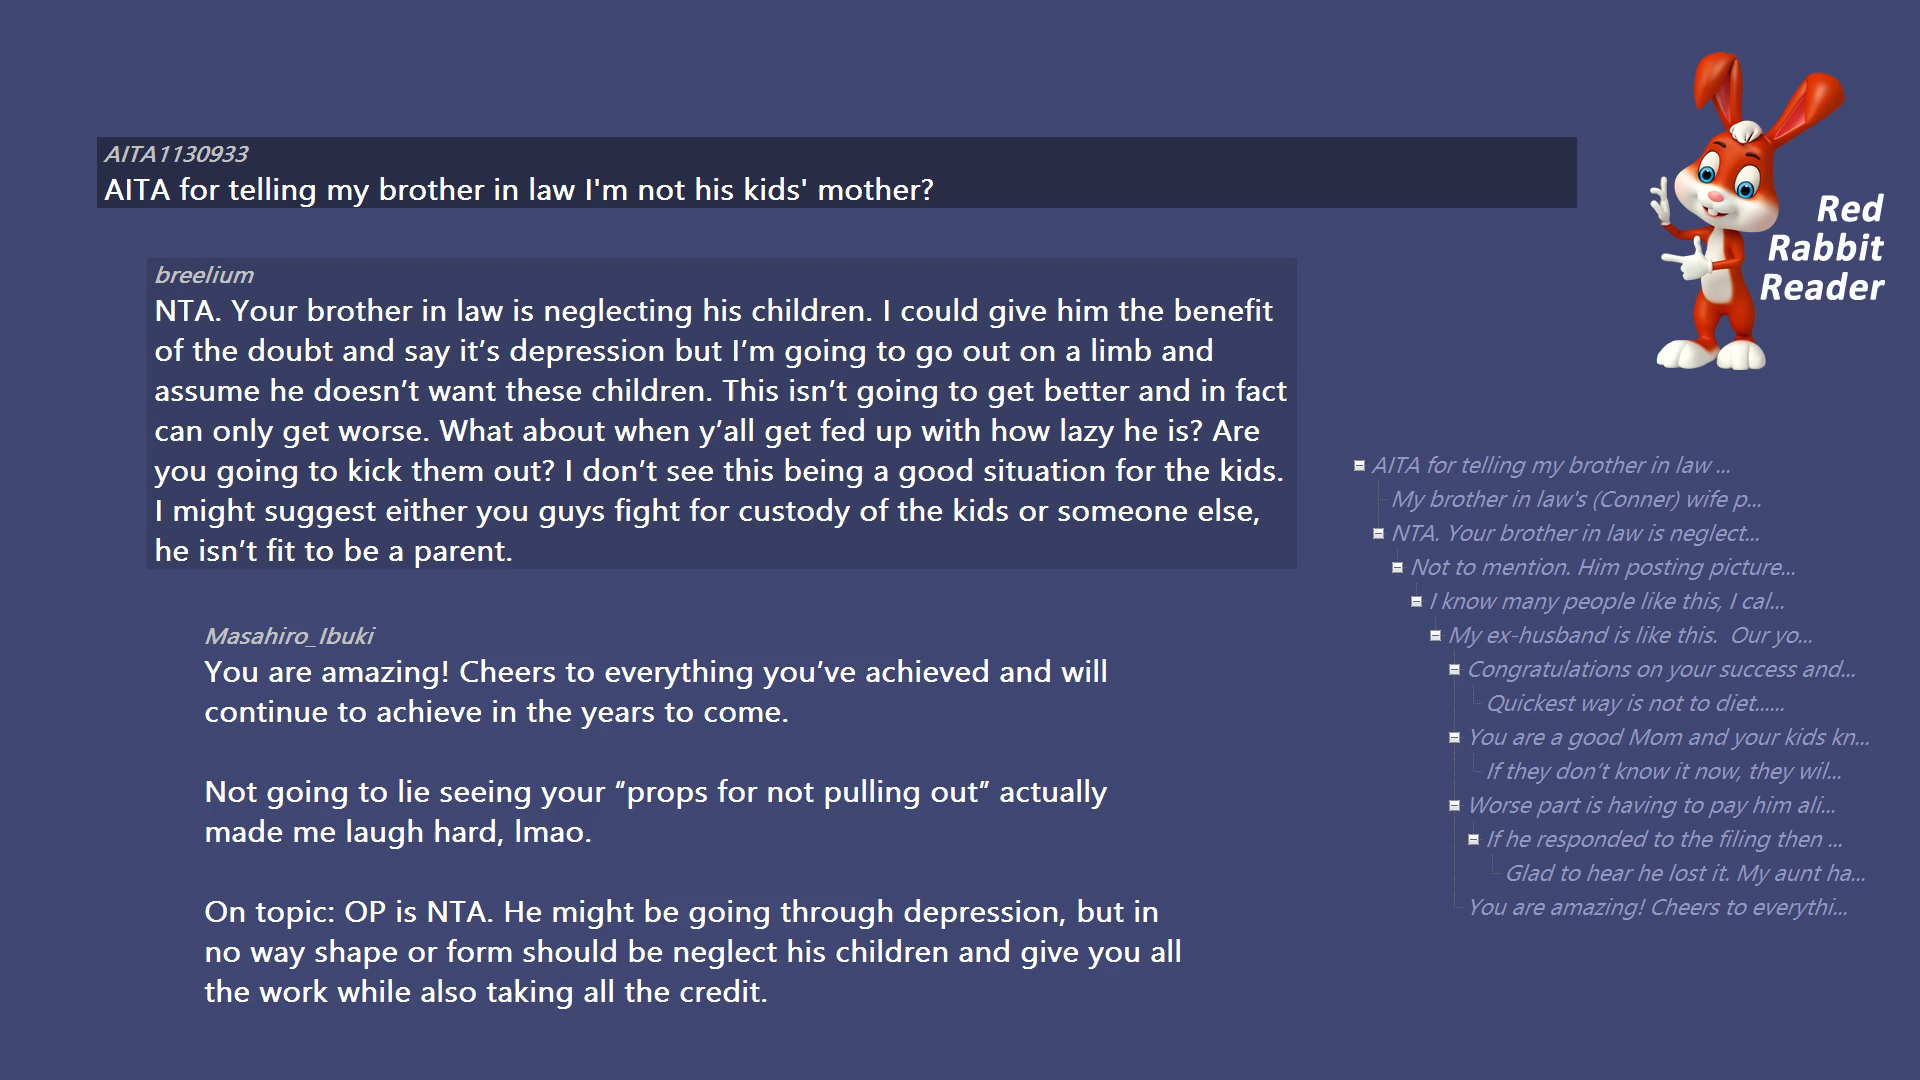 AITA1130933
AITA for telling my brother in law I'm not his kids' mother?
breelium
NTA. Your brother in law is neglecting his children. I could give him the benefit
of the doubt and say it’s depression but I’m going to go out on a limb and
assume he doesn’t want these children. This isn’t going to get better and in fact
can only get worse. What about when y’all get fed up with how lazy he is? Are
you going to kick them out? I don’t see this being a good situation for the kids.
I might suggest either you guys fight for custody of the kids or someone else,
he isn’t fit to be a parent.
Masahiro_Ibuki
You are amazing! Cheers to everything you’ve achieved and will
continue to achieve in the years to come.
Not going to lie seeing your “props for not pulling out” actually
made me laugh hard, lmao.
On topic: OP is NTA. He might be going through depression, but in
no way shape or form should be neglect his children and give you all
the work while also taking all the credit.
Red
Rabbit
Reader
AITA for telling my brother in law ...
My brother in law's (Conner) wife p...
NTA. Your brother in law is neglect...
Not to mention. Him posting picture...
I know many people like this, I cal...
My ex-husband is like this.  Our yo...
Congratulations on your success and...
Quickest way is not to diet......
You are a good Mom and your kids kn...
If they don’t know it now, they wil...
Worse part is having to pay him ali...
If he responded to the filing then ...
Glad to hear he lost it. My aunt ha...
You are amazing! Cheers to everythi...